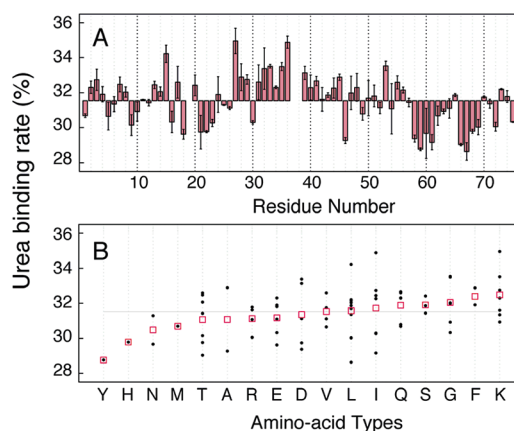 Urea binding rate (%)
A
36
34
32
30
28
10 20 30 40 50 60 70
Residue Number
B
36
34
32
30
28
Y H N M T A R E D V L I Q S G F K
Amino-acid Types